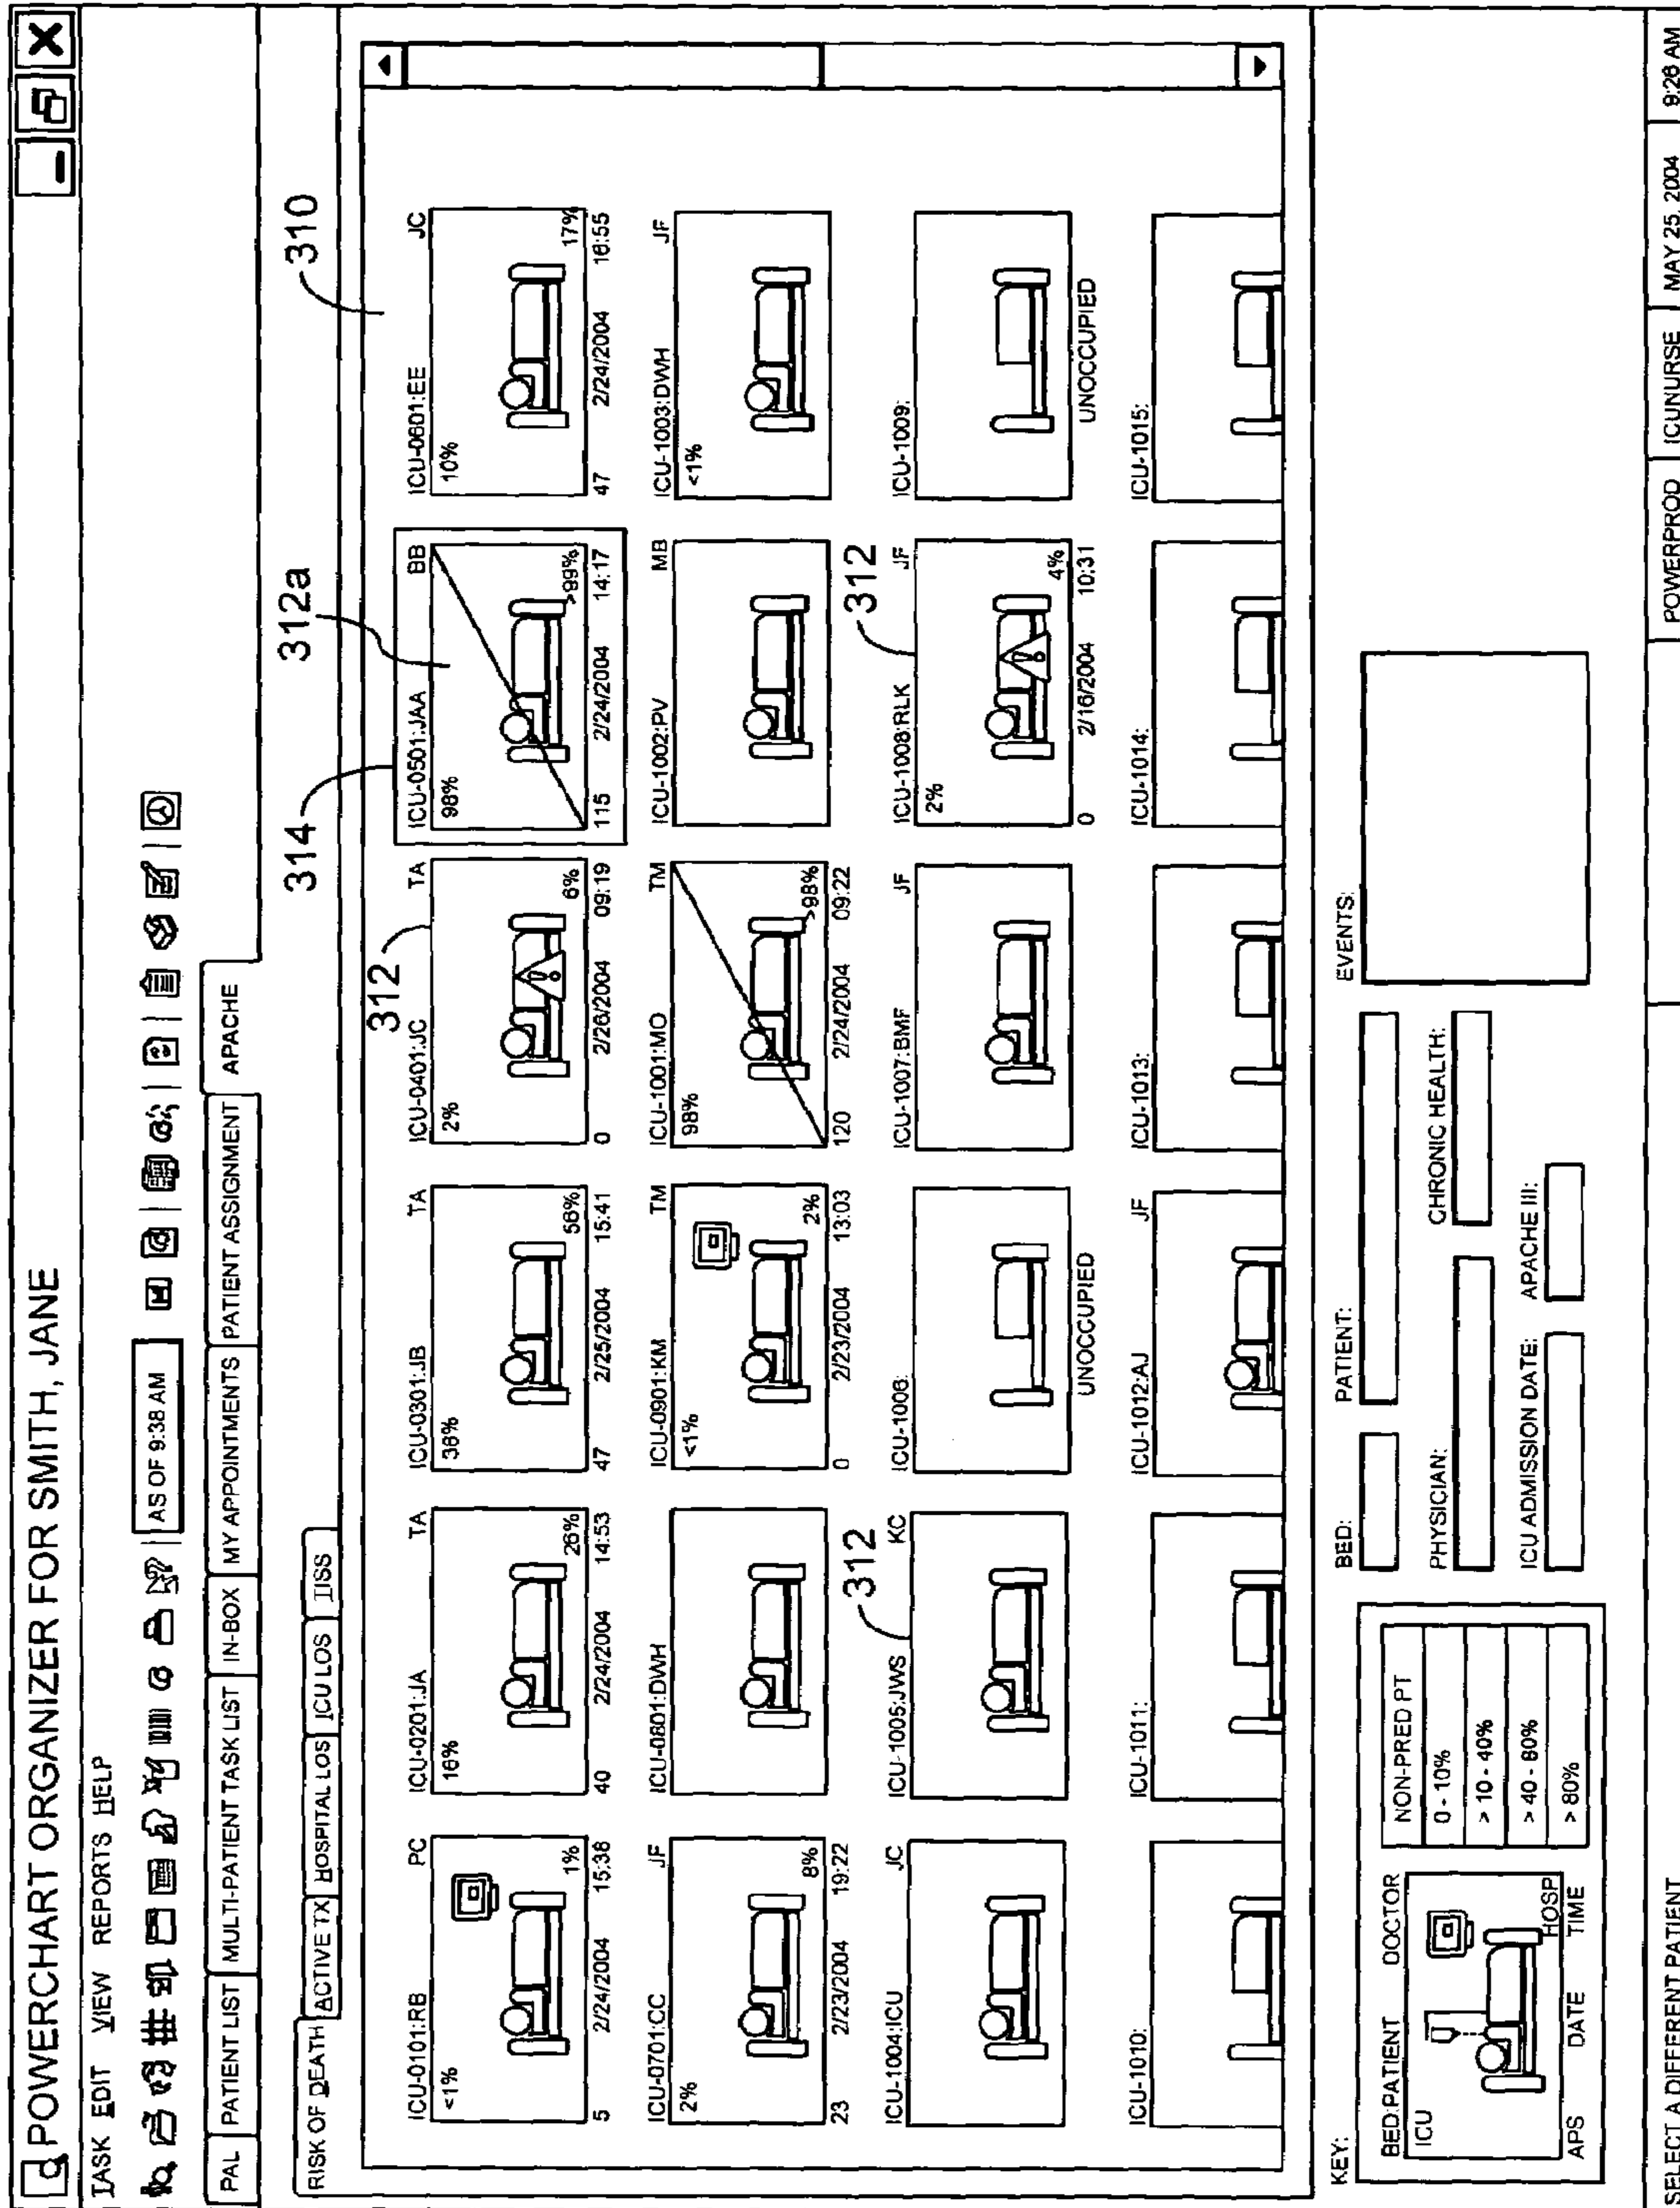 POWERCHART ORGANIZER FOR SMITH, JANE
TASK EDIT VIEW REPORTS HELP
AS OF 9:38 AM
PAL PATIENT LIST MULTI-PATIENT TASK LIST IN-BOX MY APPOINTMENTS PATIENT ASSIGNMENT APACHE
RISK OF DEATH ACTIVE TX HOSPITAL LOS ICU LOS TISS
312 314 312a 310
ICU-0101:RB PC
<1%
1%
5 2/24/2004 15:38
ICU-0201:JA TA
16%
26%
40 2/24/2004 14:53
ICU-0301:JB TA
38%
58%
47 2/25/2004 15:41
ICU-0401:JC TA
2%
6%
0 2/26/2004 09:19
ICU-0501:JAA BB
98%
>99%
115 2/24/2004 14:17
ICU-0601:EE JC
10%
17%
47 2/24/2004 16:55
ICU-0701:CC JF
2%
8%
23 2/23/2004 19:22
ICU-0801:DWH
ICU-0901:KM TM
<1%
2%
0 2/23/2004 13:03
ICU-1001:MO TM
98%
>98%
120 2/24/2004 09:22
ICU-1002:PV MB
ICU-1003:DWH JF
<1%
312 312
ICU-1004:ICU JC
ICU-1005:JWS KC
ICU-1006:
UNOCCUPIED
ICU-1007:BMF JF
ICU-1008:RLK JF
2%
4%
0 2/16/2004 10:31
ICU-1009:
UNOCCUPIED
ICU-1010:
ICU-1011:
ICU-1012:AJ JF
ICU-1013:
ICU-1014:
ICU-1015:
KEY:
BED:PATIENT DOCTOR
ICU
HOSP
APS DATE TIME
NON-PRED PT
0 - 10%
> 10 - 40%
> 40 - 80%
> 80%
BED: PATIENT:
PHYSICIAN: CHRONIC HEALTH:
ICU ADMISSION DATE: APACHE III:
EVENTS:
SELECT A DIFFERENT PATIENT POWERPROD ICUNURSE MAY 25, 2004 9:26 AM